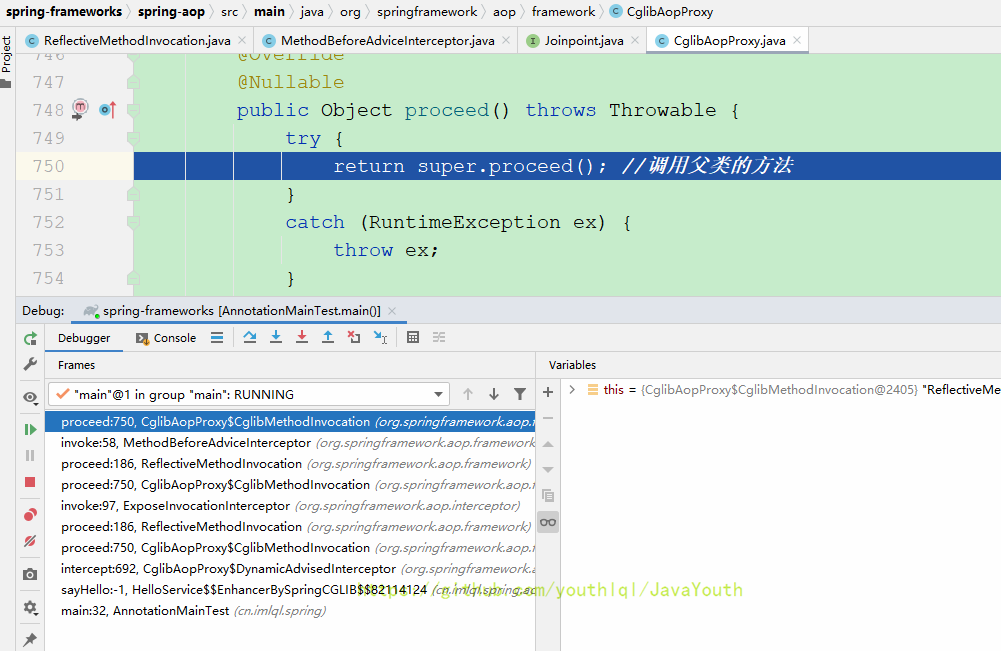 spring-frameworks 〉 spring-aop 〉 src 〉 main 〉 java 〉 org 〉 springframework 〉 aop 〉 framework 〉 C CglibAopProxy
Project
C ReflectiveMethodInvocation.java × C MethodBeforeAdviceInterceptor.java × I Joinpoint.java × C CglibAopProxy.java ×
746 @Override
747 @Nullable
748 public Object proceed() throws Throwable {
749 try {
750 return super.proceed(); //调用父类的方法
751 }
752 catch (RuntimeException ex) {
753 throw ex;
754 }
Debug: spring-frameworks [AnnotationMainTest.main()] ×
Debugger Console
Frames Variables
"main"@1 in group "main": RUNNING
this = {CglibAopProxy$CglibMethodInvocation@2405} "ReflectiveMe
proceed:750, CglibAopProxy$CglibMethodInvocation (org.springframework.aop.f
invoke:58, MethodBeforeAdviceInterceptor (org.springframework.aop.framework
proceed:186, ReflectiveMethodInvocation (org.springframework.aop.framework)
proceed:750, CglibAopProxy$CglibMethodInvocation (org.springframework.aop.f
invoke:97, ExposeInvocationInterceptor (org.springframework.aop.interceptor)
proceed:186, ReflectiveMethodInvocation (org.springframework.aop.framework)
proceed:750, CglibAopProxy$CglibMethodInvocation (org.springframework.aop.f
intercept:692, CglibAopProxy$DynamicAdvisedInterceptor (org.springframework.a
sayHello:-1, HelloService$$EnhancerBySpringCGLIB$$82114124 (cn.imlql.spring.ac
https://github.com/youthlql/JavaYouth
main:32, AnnotationMainTest (cn.imlql.spring)